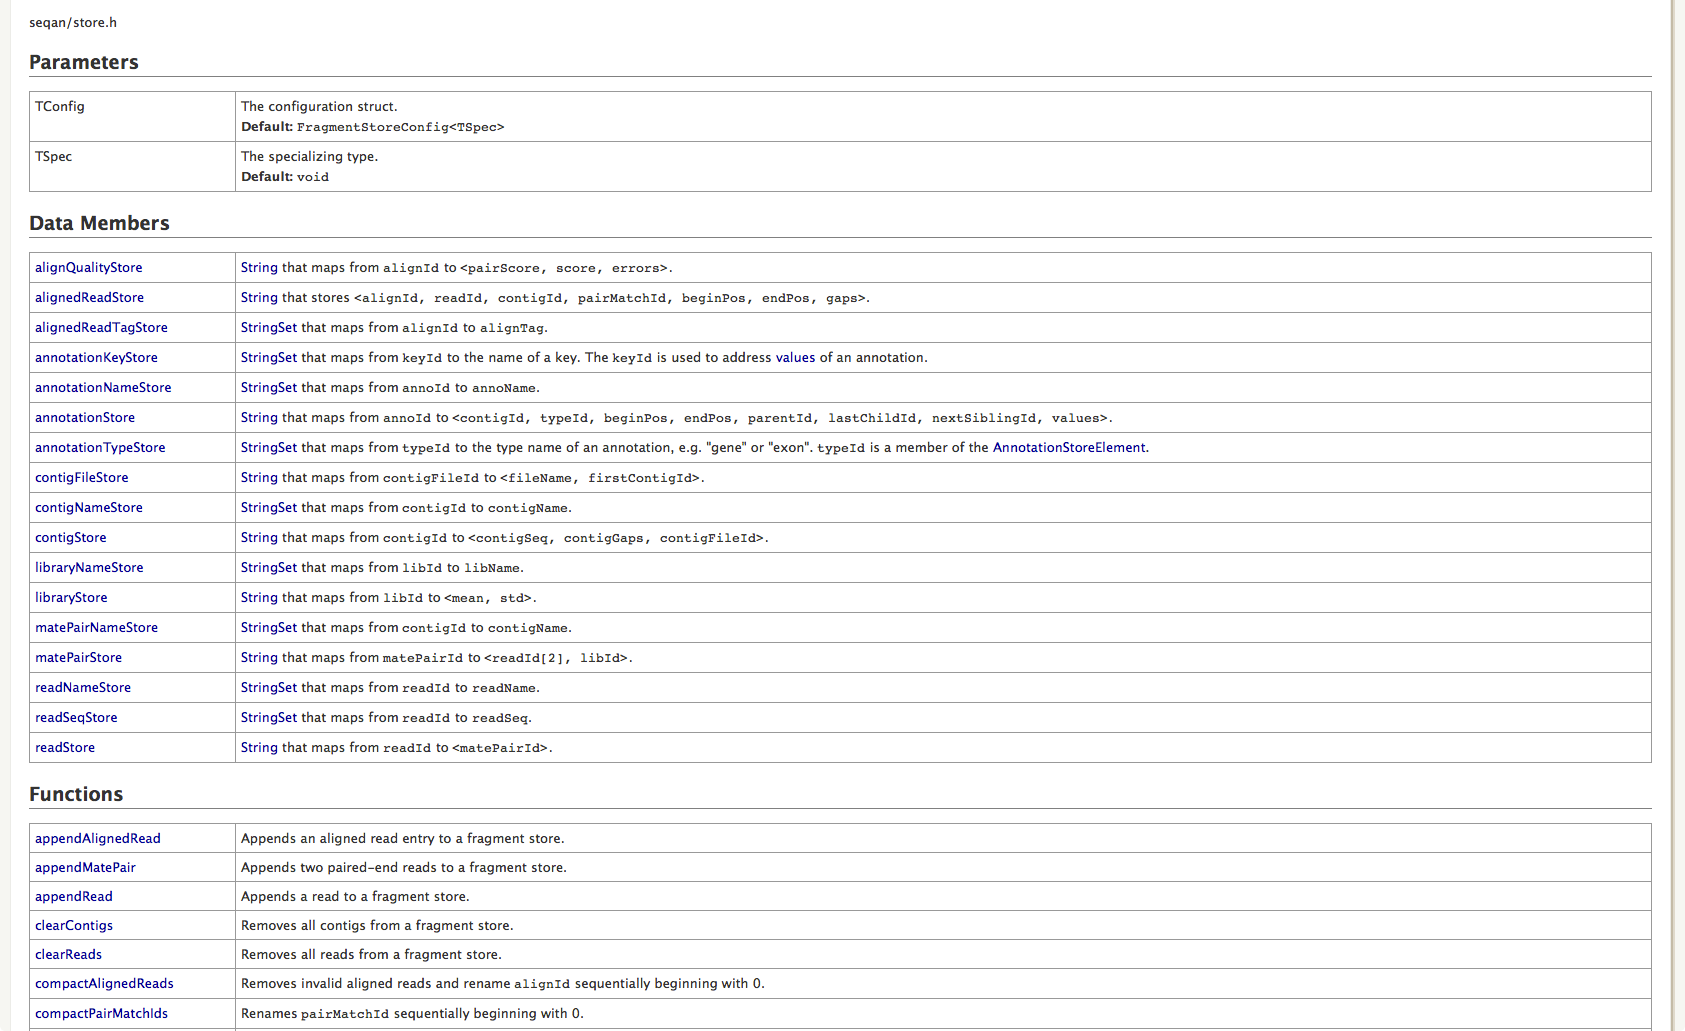 seqan/store.h
Parameters
TConfig The configuration struct.
Default: FragmentStoreConfig<TSpec>
TSpec The specializing type.
Default: void
Data Members
alignQualityStore String that maps from alignId to <pairScore, score, errors>.
alignedReadStore String that stores <alignId, readId, contigId, pairMatchId, beginPos, endPos, gaps>.
alignedReadTagStore StringSet that maps from alignId to alignTag.
annotationKeyStore StringSet that maps from keyId to the name of a key. The keyId is used to address values of an annotation.
annotationNameStore StringSet that maps from annoId to annoName.
annotationStore String that maps from annoId to <contigId, typeId, beginPos, endPos, parentId, lastChildId, nextSiblingId, values>.
annotationTypeStore StringSet that maps from typeId to the type name of an annotation, e.g. "gene" or "exon". typeId is a member of the AnnotationStoreElement.
contigFileStore String that maps from contigFileId to <fileName, firstContigId>.
contigNameStore StringSet that maps from contigId to contigName.
contigStore String that maps from contigId to <contigSeq, contigGaps, contigFileId>.
libraryNameStore StringSet that maps from libId to libName.
libraryStore String that maps from libId to <mean, std>.
matePairNameStore StringSet that maps from contigId to contigName.
matePairStore String that maps from matePairId to <readId[2], libId>.
readNameStore StringSet that maps from readId to readName.
readSeqStore StringSet that maps from readId to readSeq.
readStore String that maps from readId to <matePairId>.
Functions
appendAlignedRead Appends an aligned read entry to a fragment store.
appendMatePair Appends two paired-end reads to a fragment store.
appendRead Appends a read to a fragment store.
clearContigs Removes all contigs from a fragment store.
clearReads Removes all reads from a fragment store.
compactAlignedReads Removes invalid aligned reads and rename alignId sequentially beginning with 0.
compactPairMatchIds Renames pairMatchId sequentially beginning with 0.